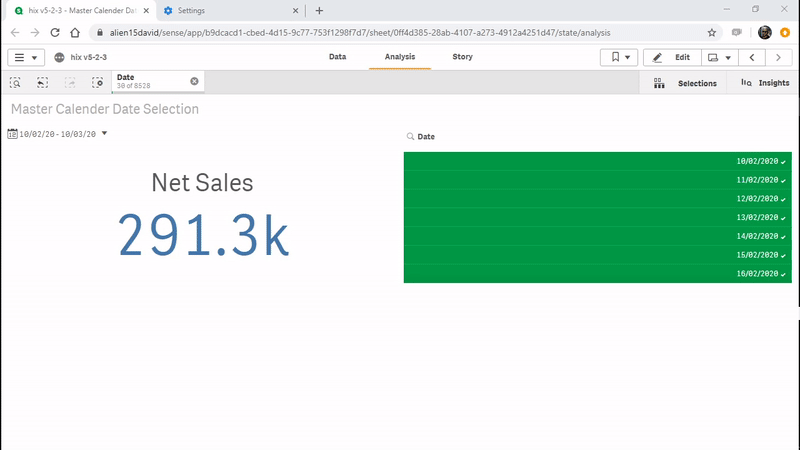 hix v5-2-3 - Master Calender Dat
Settings
alien15david/sense/app/b9dcacd1-cbed-4d15-9c77-753f1298f7d7/sheet/0ff4d385-28ab-4107-a273-4912a4251d47/state/analysis
hix v5-2-3
Data
Analysis
Story
Edit
Date
30 of 8528
Selections
Insights
Master Calender Date Selection
12
10/02/20 - 10/03/20
Date
Net Sales
291.3k
10/02/2020
11/02/2020
12/02/2020
13/02/2020
14/02/2020
15/02/2020
16/02/2020